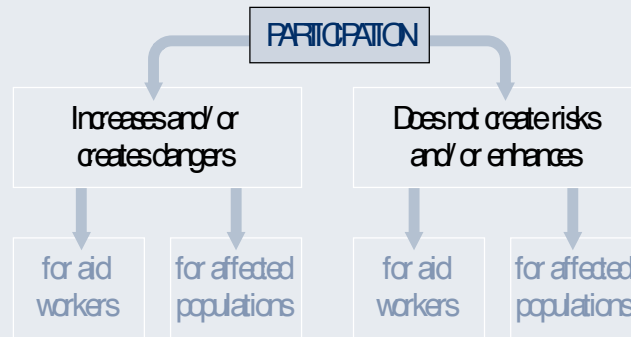 PARTICIPATION
Increases and/or
creates dangers
Does not create risks
and/or enhances
for aid
workers
for affected
populations
for aid
workers
for affected
populations